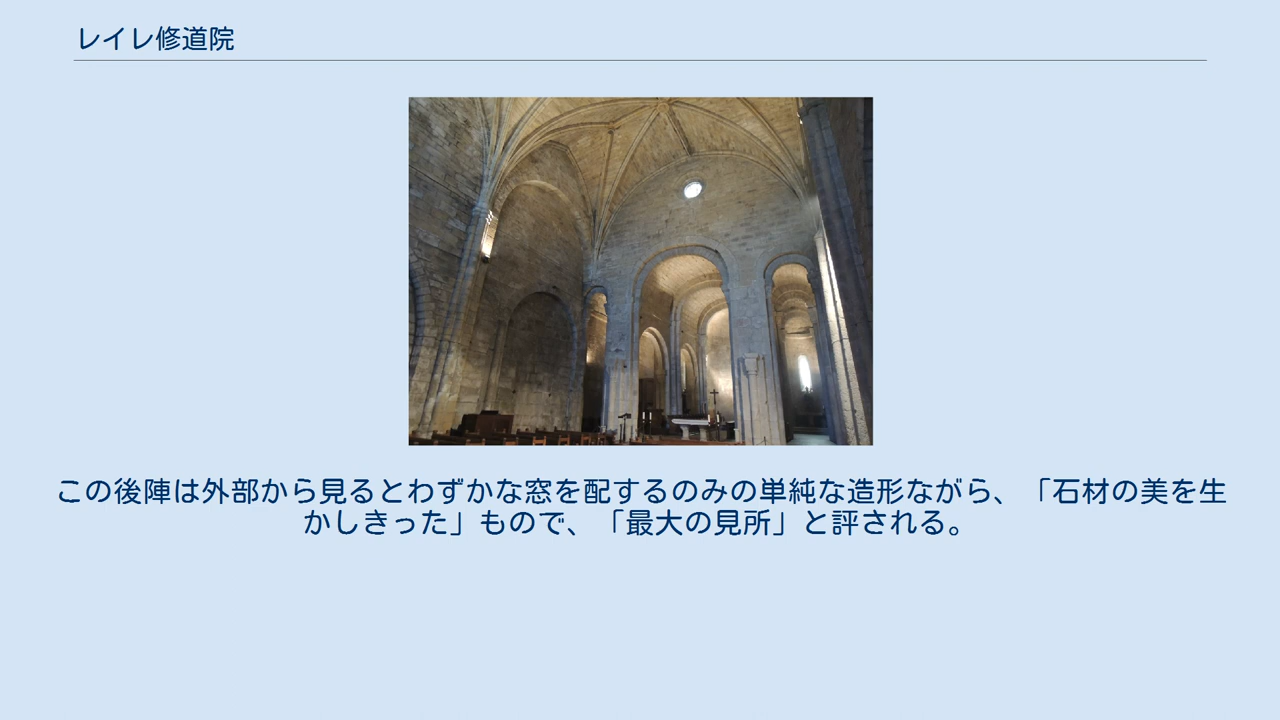 レイレ修道院
この後陣は外部から見るとわずかな窓を配するのみの単純な造形ながら、「石材の美を生
かしきった」もので、「最大の見所」と評される。